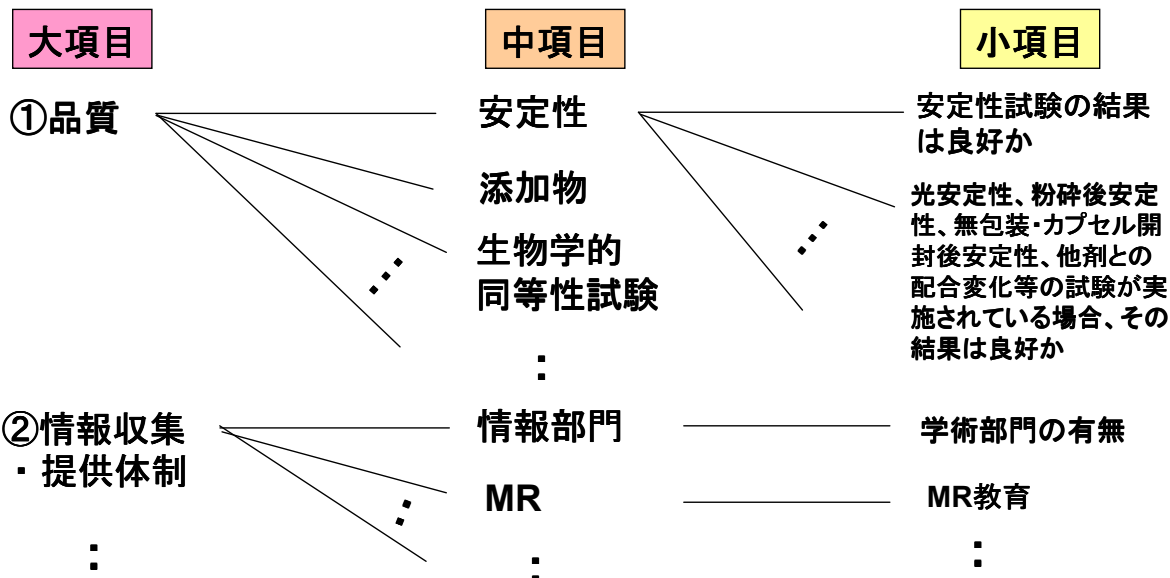 大項目
中項目
小項目
①品質
安定性
安定性試験の結果
は良好か
添加物
光安定性、粉砕後安定
性、無包装・カプセル開
封後安定性、他剤との
配合変化等の試験が実
施されている場合、その
結果は良好か
生物学的
同等性試験
:
②情報収集
・提供体制
情報部門
学術部門の有無
MR
MR教育
:
:
: